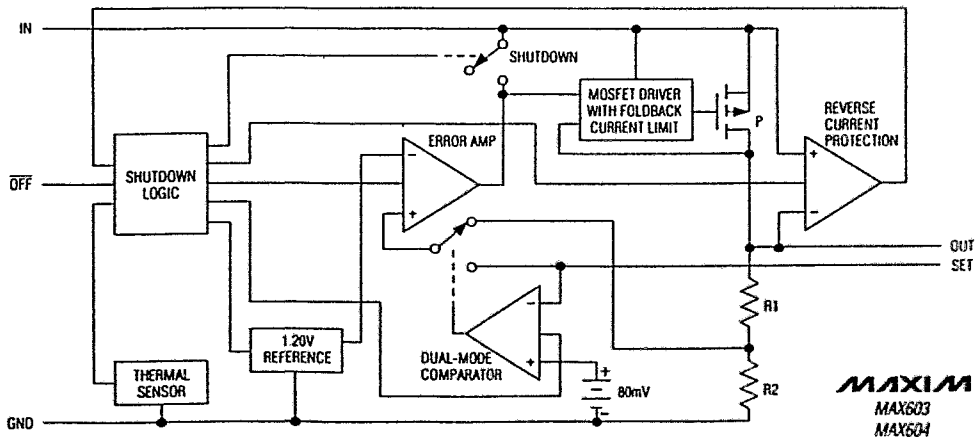 IN
SHUTDOWN
MOSFET DRIVER
WITH FOLDBACK
CURRENT LIMIT
P
REVERSE
CURRENT
PROTECTION
ERROR AMP
−
+
+
−
OFF
SHUTDOWN
LOGIC
OUT
SET
R1
−
+
1.20V
REFERENCE
DUAL-MODE
COMPARATOR
+
−
80mV
THERMAL
SENSOR
R2
GND
MAXIM
MAX603
MAX604